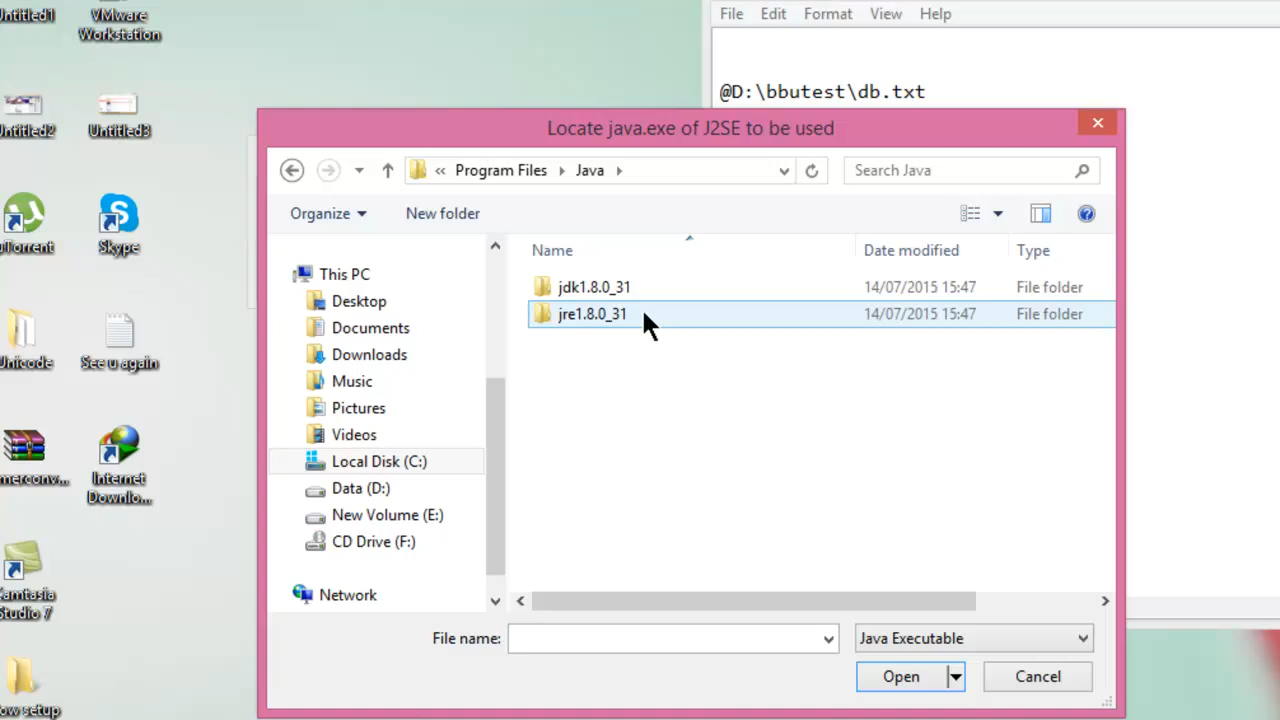 Untitled1
VMware
Workstation
Untitled2
Untitled3
uTorrent
Skype
Unicode
See u again
Internet
Downlo...
Studio 7
File Edit Format View Help
@D:\bbutest\db.txt
Locate java.exe of J2SE to be used
« Program Files Java
Search Java
Organize
New folder
Name Date modified Type
jdk1.8.0_31 14/07/2015 15:47 File folder
jre1.8.0_31 14/07/2015 15:47 File folder
This PC
Desktop
Documents
Downloads
Music
Pictures
Videos
Local Disk (C:)
Data (D:)
New Volume (E:)
CD Drive (F:)
Network
File name:
Java Executable
Open
Cancel